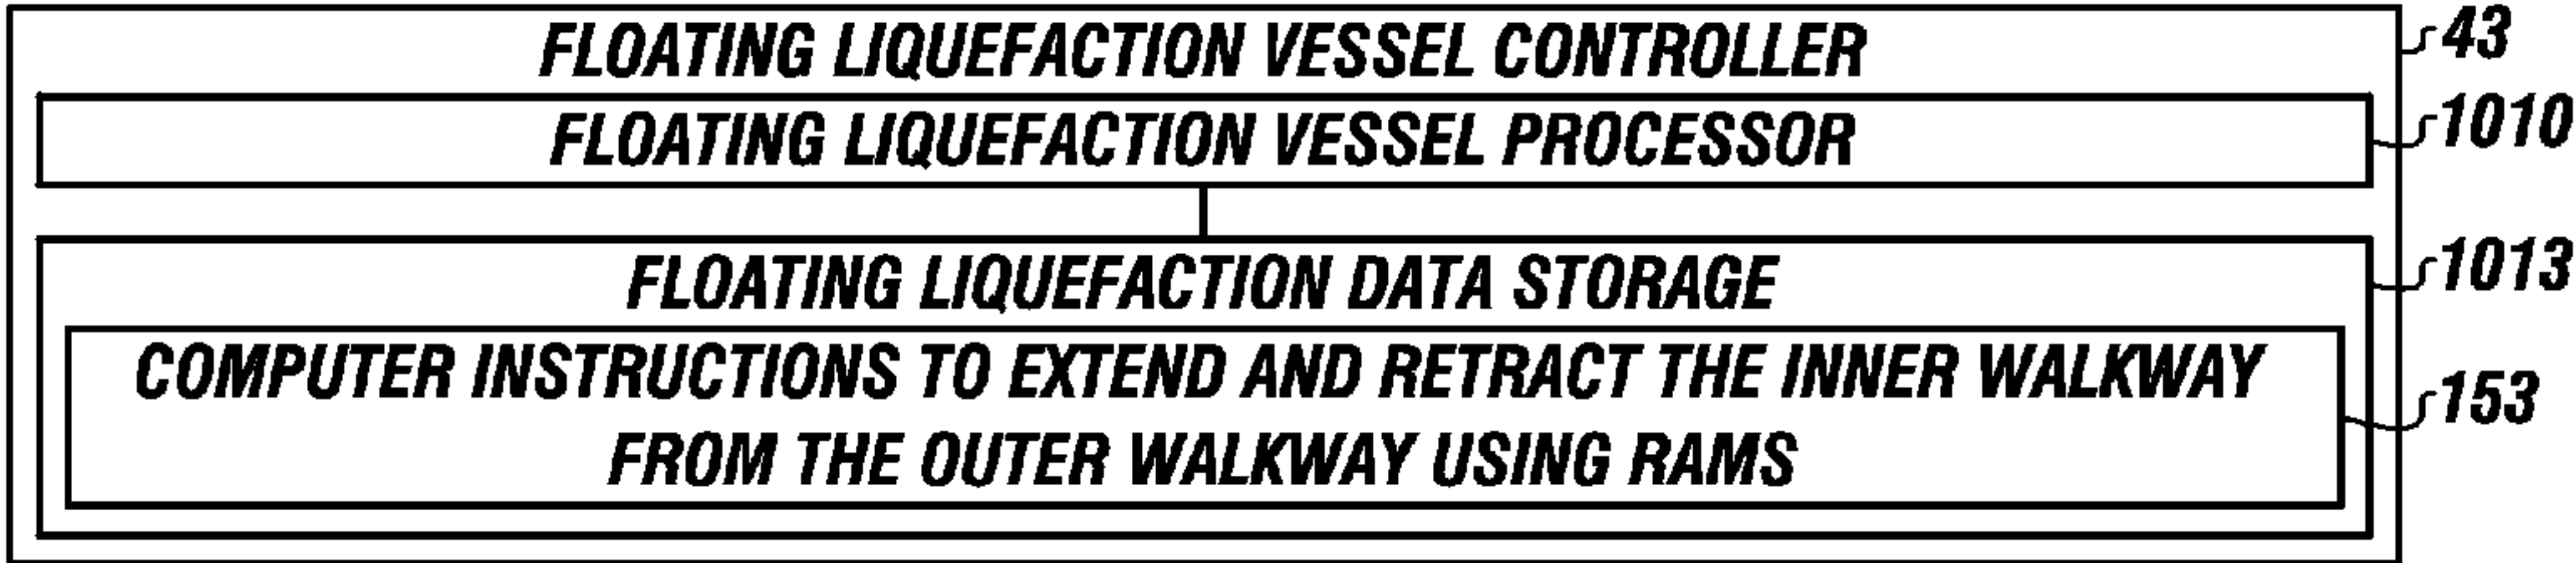 FLOATING LIQUEFACTION VESSEL CONTROLLER 43
FLOATING LIQUEFACTION VESSEL PROCESSOR 1010
FLOATING LIQUEFACTION DATA STORAGE 1013
COMPUTER INSTRUCTIONS TO EXTEND AND RETRACT THE INNER WALKWAY
FROM THE OUTER WALKWAY USING RAMS
153